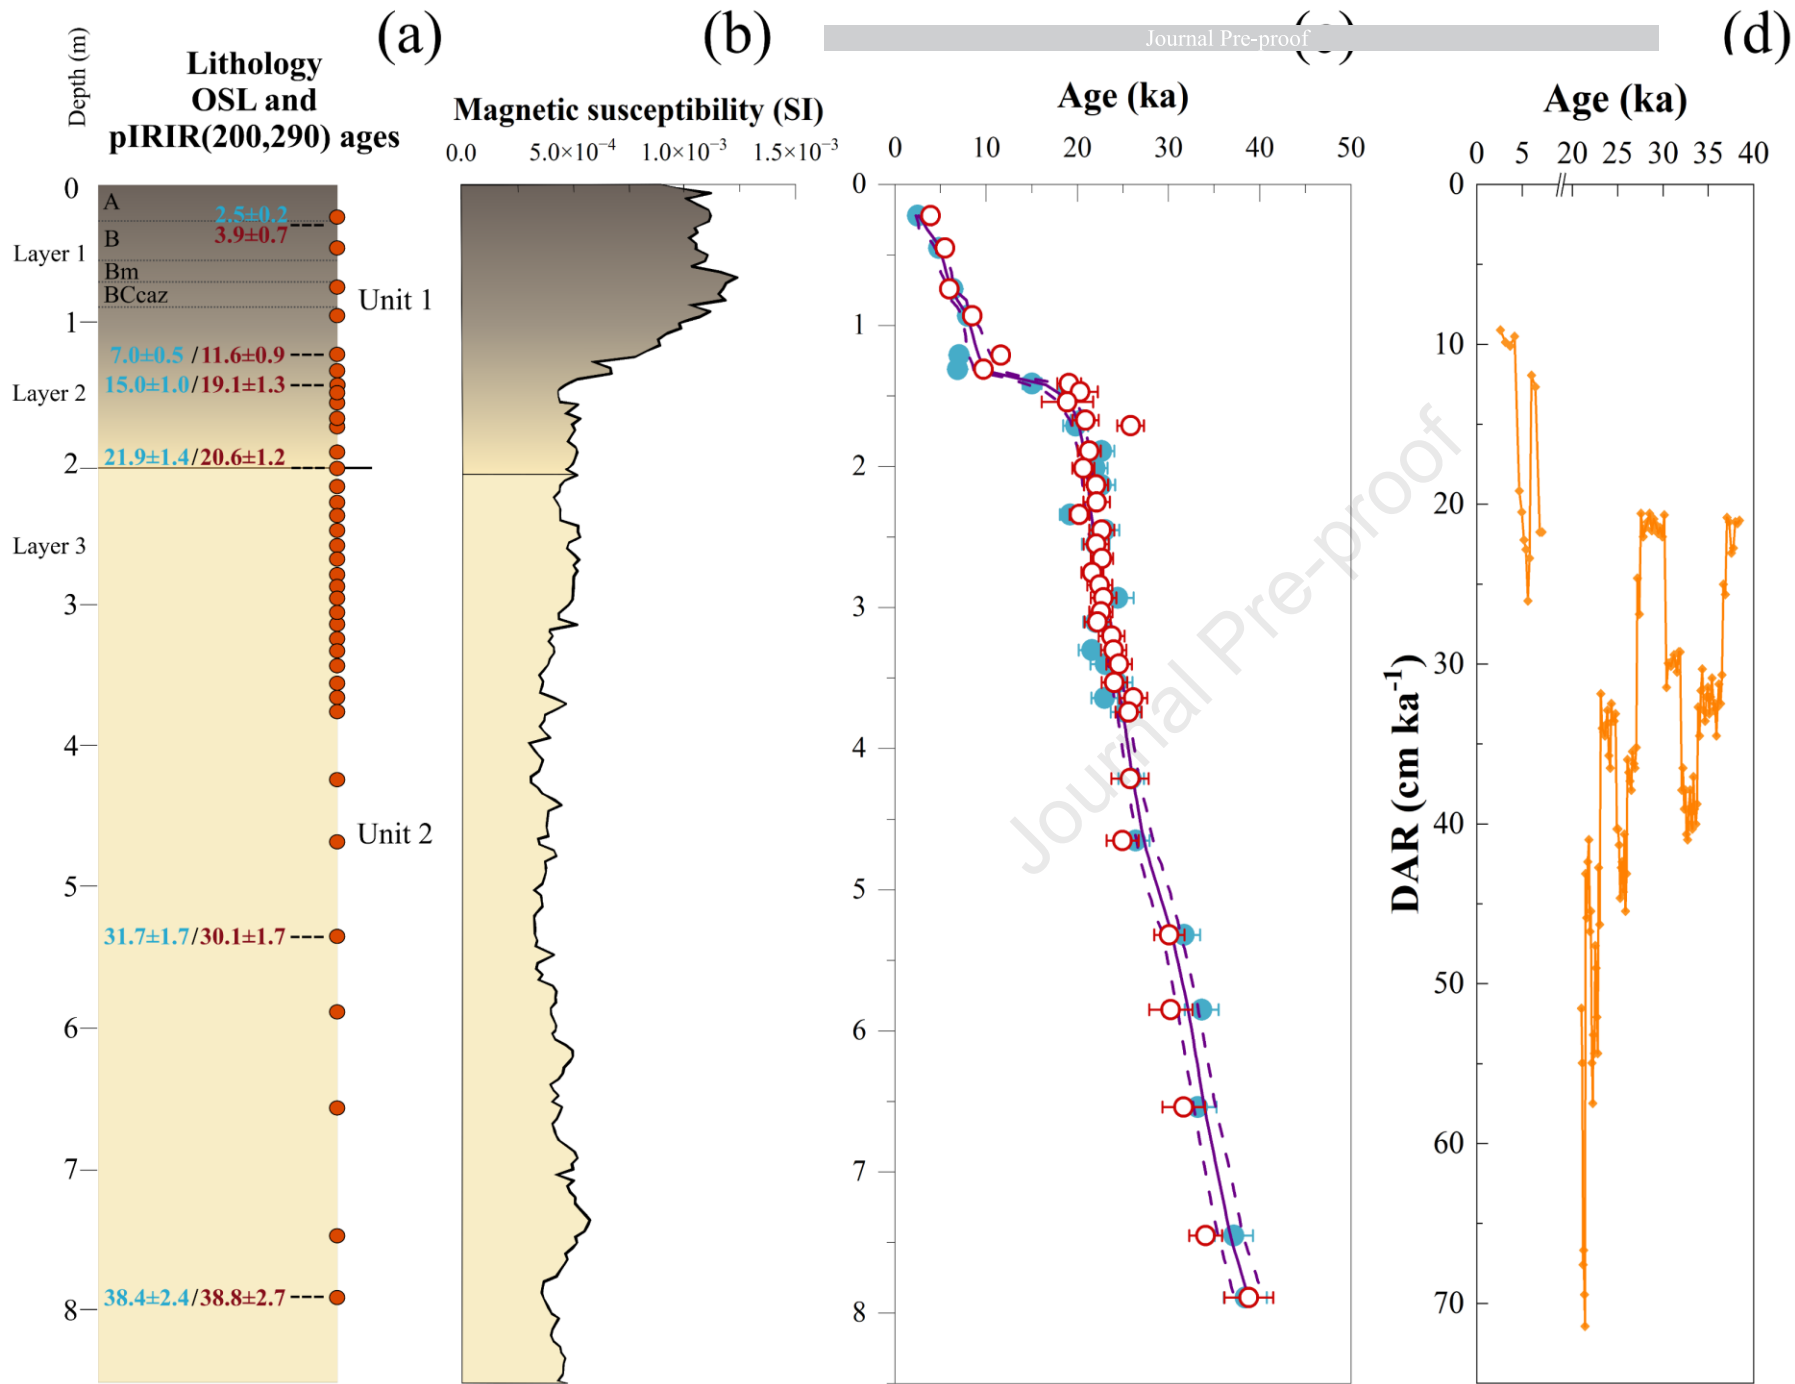 (a)
(b)
Journal Pre-proof
(d)
Depth (m)
Lithology
OSL and
pIRIR(200,290) ages
Magnetic susceptibility (SI)
0.0
5.0×10⁻⁴
1.0×10⁻³
1.5×10⁻³
Age (ka)
0 10 20 30 40 50
Age (ka)
0 5 20 25 30 35 40
0
1
2
3
4
5
6
7
8
Layer 1
Layer 2
Layer 3
A
B
Bm
BCcaz
2.5±0.2
3.9±0.7
7.0±0.5 /11.6±0.9
15.0±1.0/19.1±1.3
21.9±1.4/20.6±1.2
31.7±1.7/30.1±1.7
38.4±2.4/38.8±2.7
Unit 1
Unit 2
0
1
2
3
4
5
6
7
8
Journal Pre-proof
DAR (cm ka⁻¹)
0
10
20
30
40
50
60
70